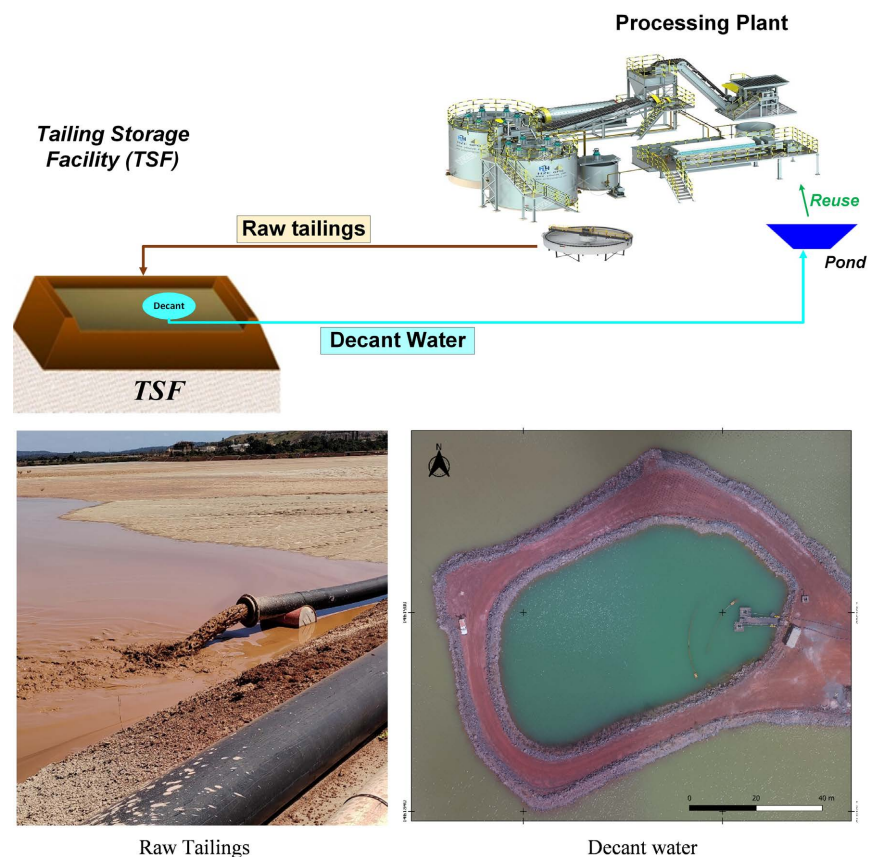 Processing Plant
Tailing Storage
Facility (TSF)
Reuse
Raw tailings
Pond
Decant
Decant Water
TSF
N
0 20 40 m
Raw Tailings
Decant water